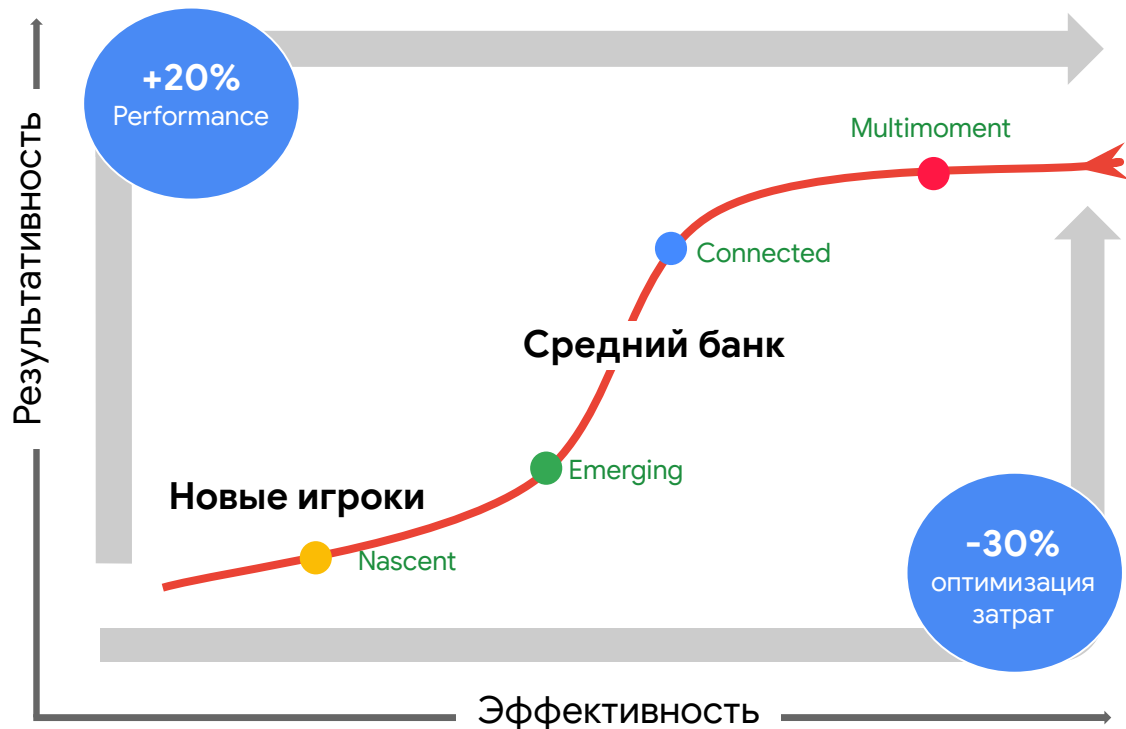 +20%
Performance
Multimoment
Connected
Средний банк
Emerging
Новые игроки
Nascent
-30%
оптимизация
затрат
Результативность
Эффективность